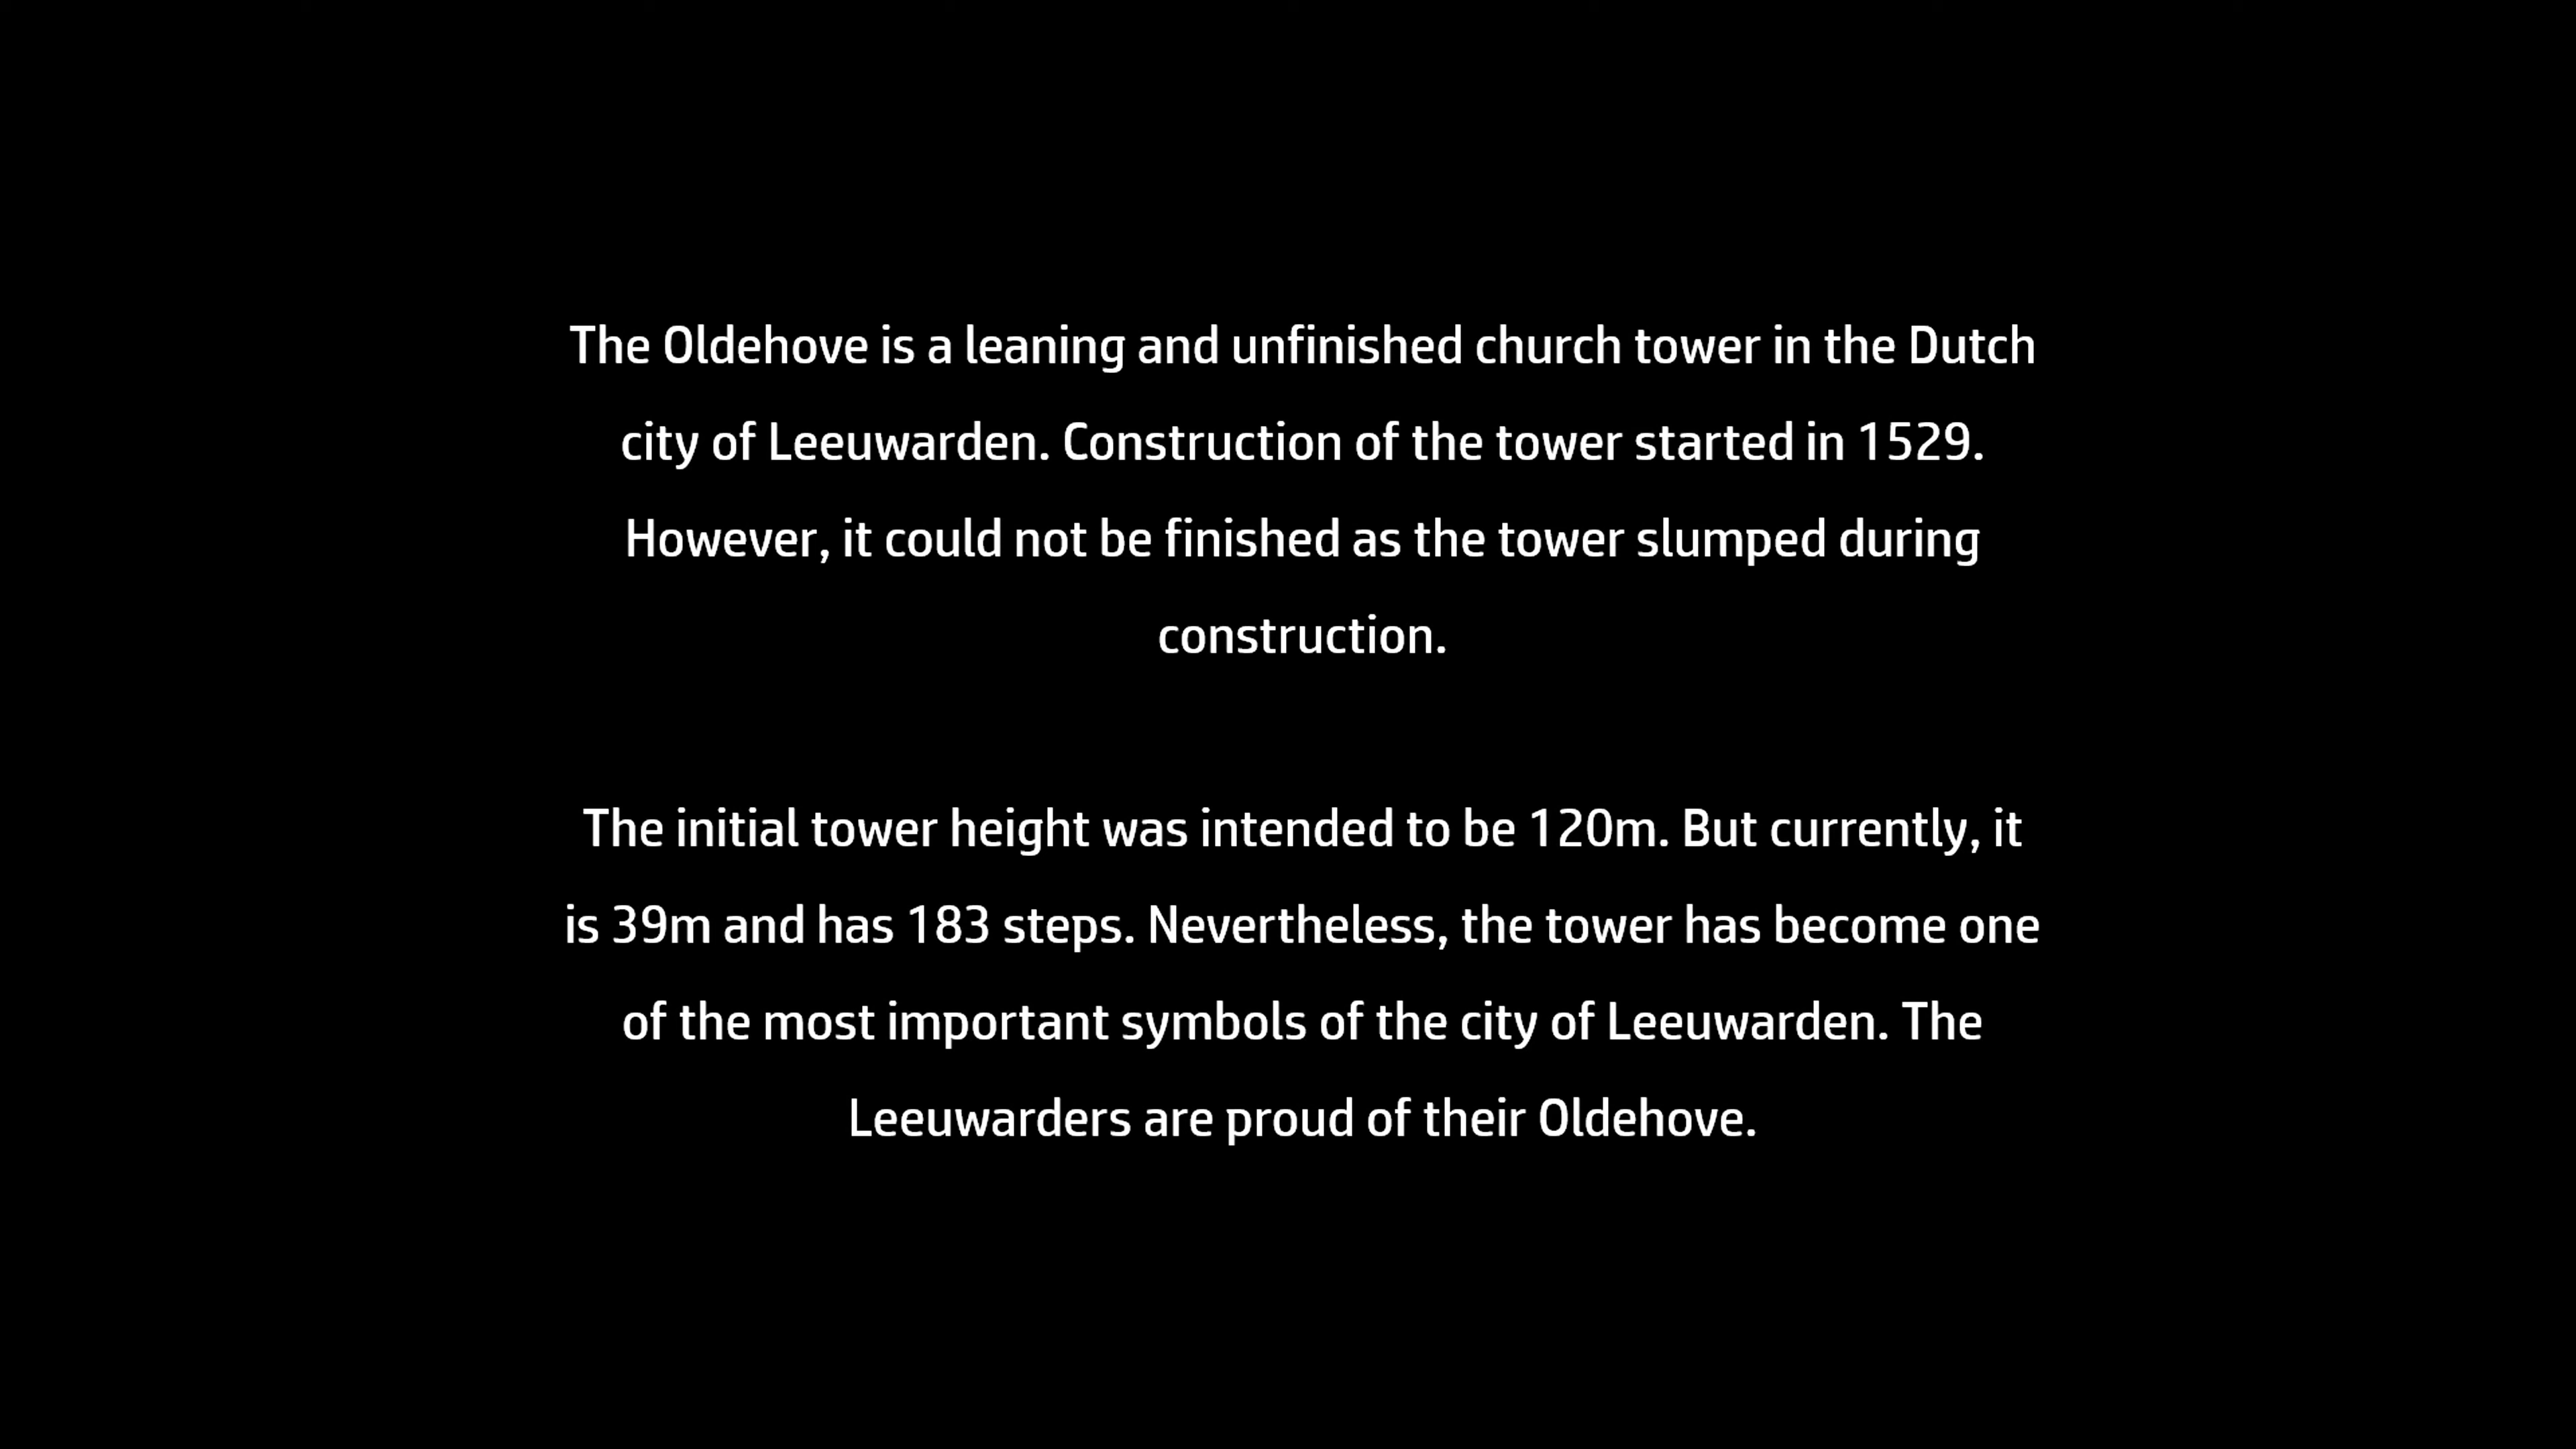 The Oldehove is a leaning and unfinished church tower in the Dutch
city of Leeuwarden. Construction of the tower started in 1529.
However, it could not be finished as the tower slumped during
construction.
The initial tower height was intended to be 120m. But currently, it
is 39m and has 183 steps. Nevertheless, the tower has become one
of the most important symbols of the city of Leeuwarden. The
Leeuwarders are proud of their Oldehove.